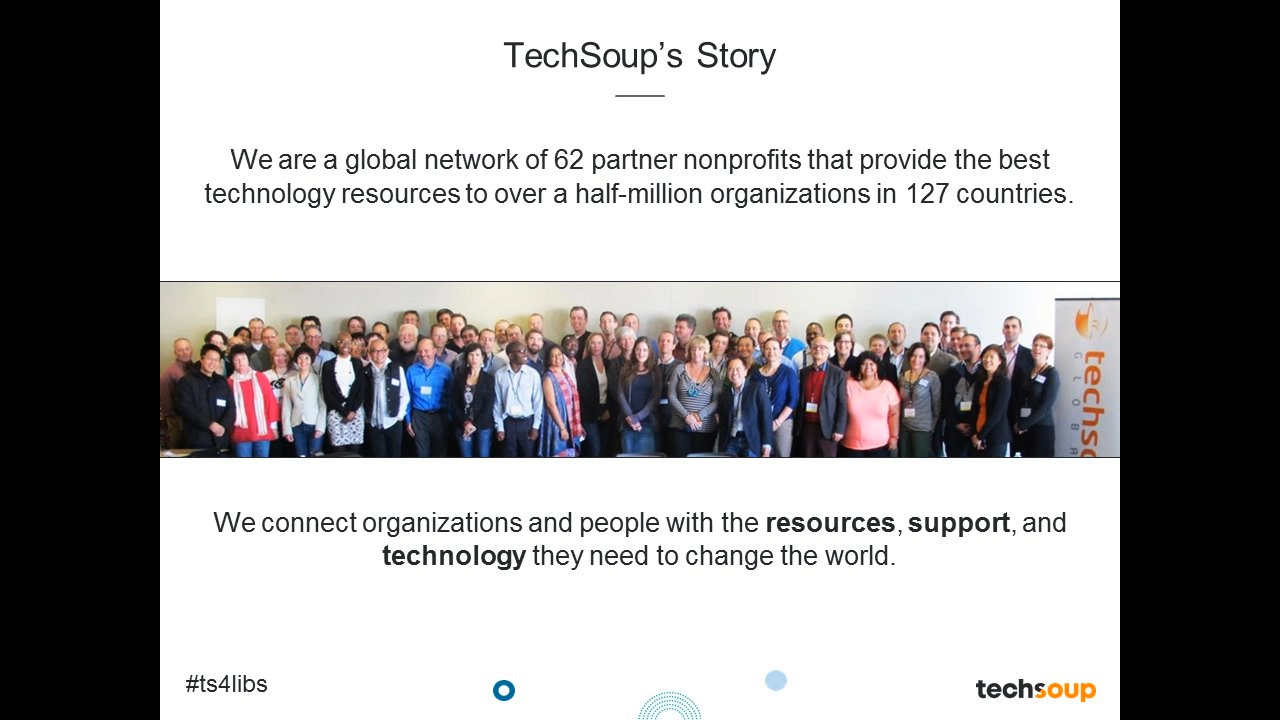 TechSoup’s Story
We are a global network of 62 partner nonprofits that provide the best
technology resources to over a half-million organizations in 127 countries.
techso
GLOBA
We connect organizations and people with the resources, support, and
technology they need to change the world.
#ts4libs
techsoup